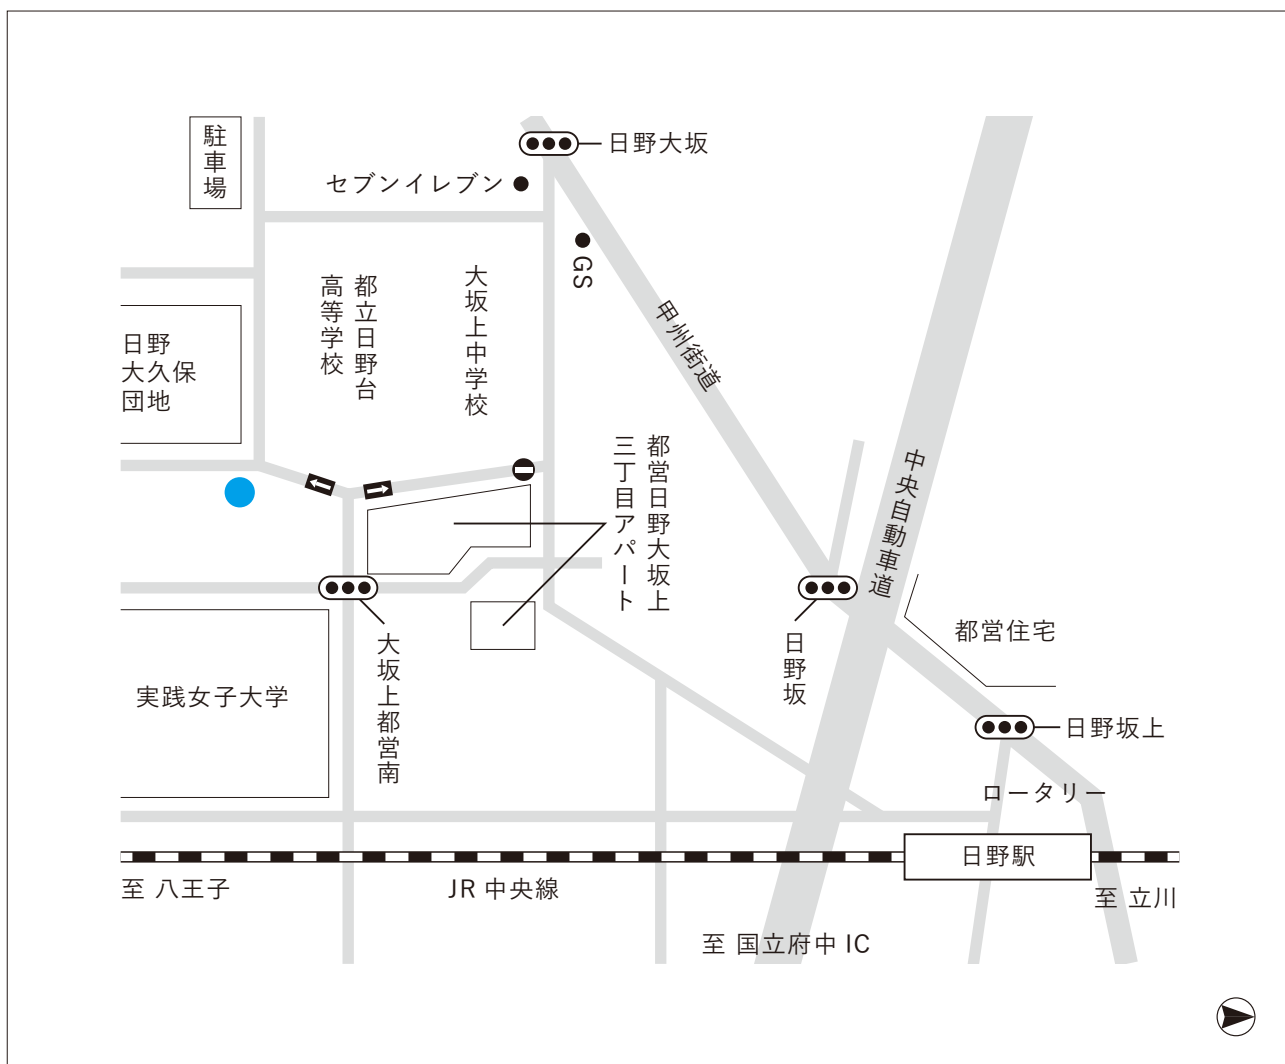 駐車場
日野大坂
セブンイレブン
GS
大坂上中学校
都立日野台
高等学校
甲州街道
日野
大久保
団地
都営日野大坂上
三丁目アパート
中央自動車道
都営住宅
大坂上都営南
日野坂
実践女子大学
日野坂上
ロータリー
日野駅
至 八王子
JR 中央線
至 立川
至 国立府中 IC